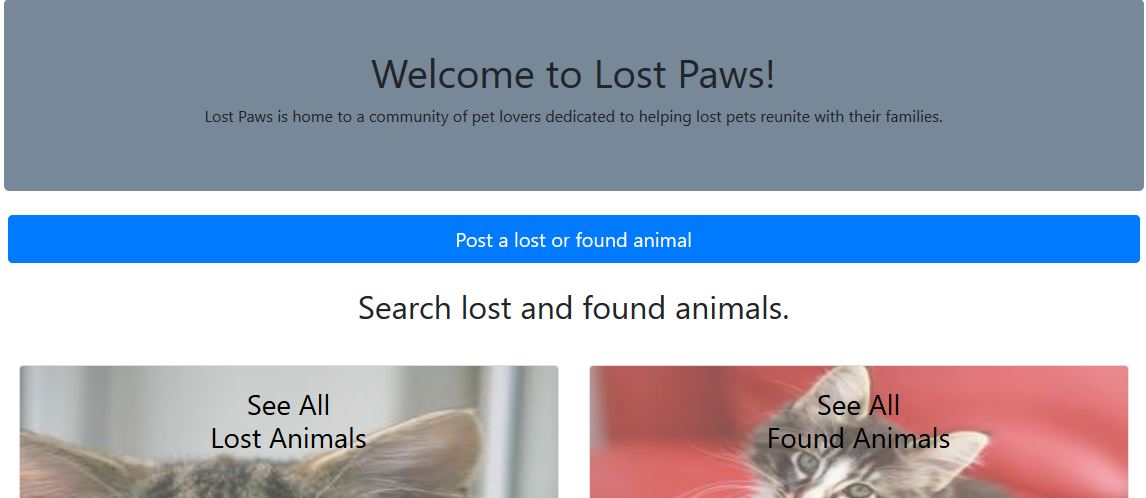 Welcome to Lost Paws!
Lost Paws is home to a community of pet lovers dedicated to helping lost pets reunite with their families.
Post a lost or found animal
Search lost and found animals.
See All
Lost Animals
See All
Found Animals